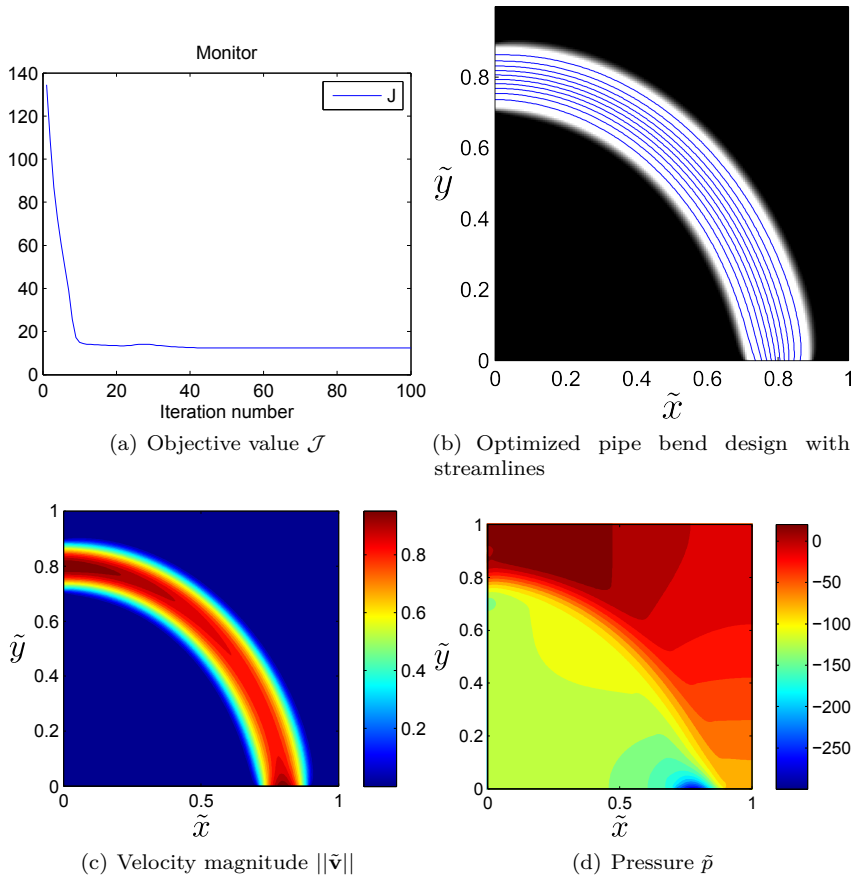 Monitor
140
120
100
80
60
40
20
0
J
0 20 40 60 80 100
Iteration number
(a) Objective value 𝒥
0.8
0.6
ỹ
0.4
0.2
0
0 0.2 0.4 0.6 0.8 1
x̃
(b) Optimized pipe bend design with
streamlines
1
0.8
0.6
ỹ
0.4
0.2
0
0 0.5 1
x̃
0.8
0.6
0.4
0.2
(c) Velocity magnitude ||ṽ||
1
0.8
0.6
ỹ
0.4
0.2
0
0 0.5 1
x̃
0
−50
−100
−150
−200
−250
(d) Pressure p̃